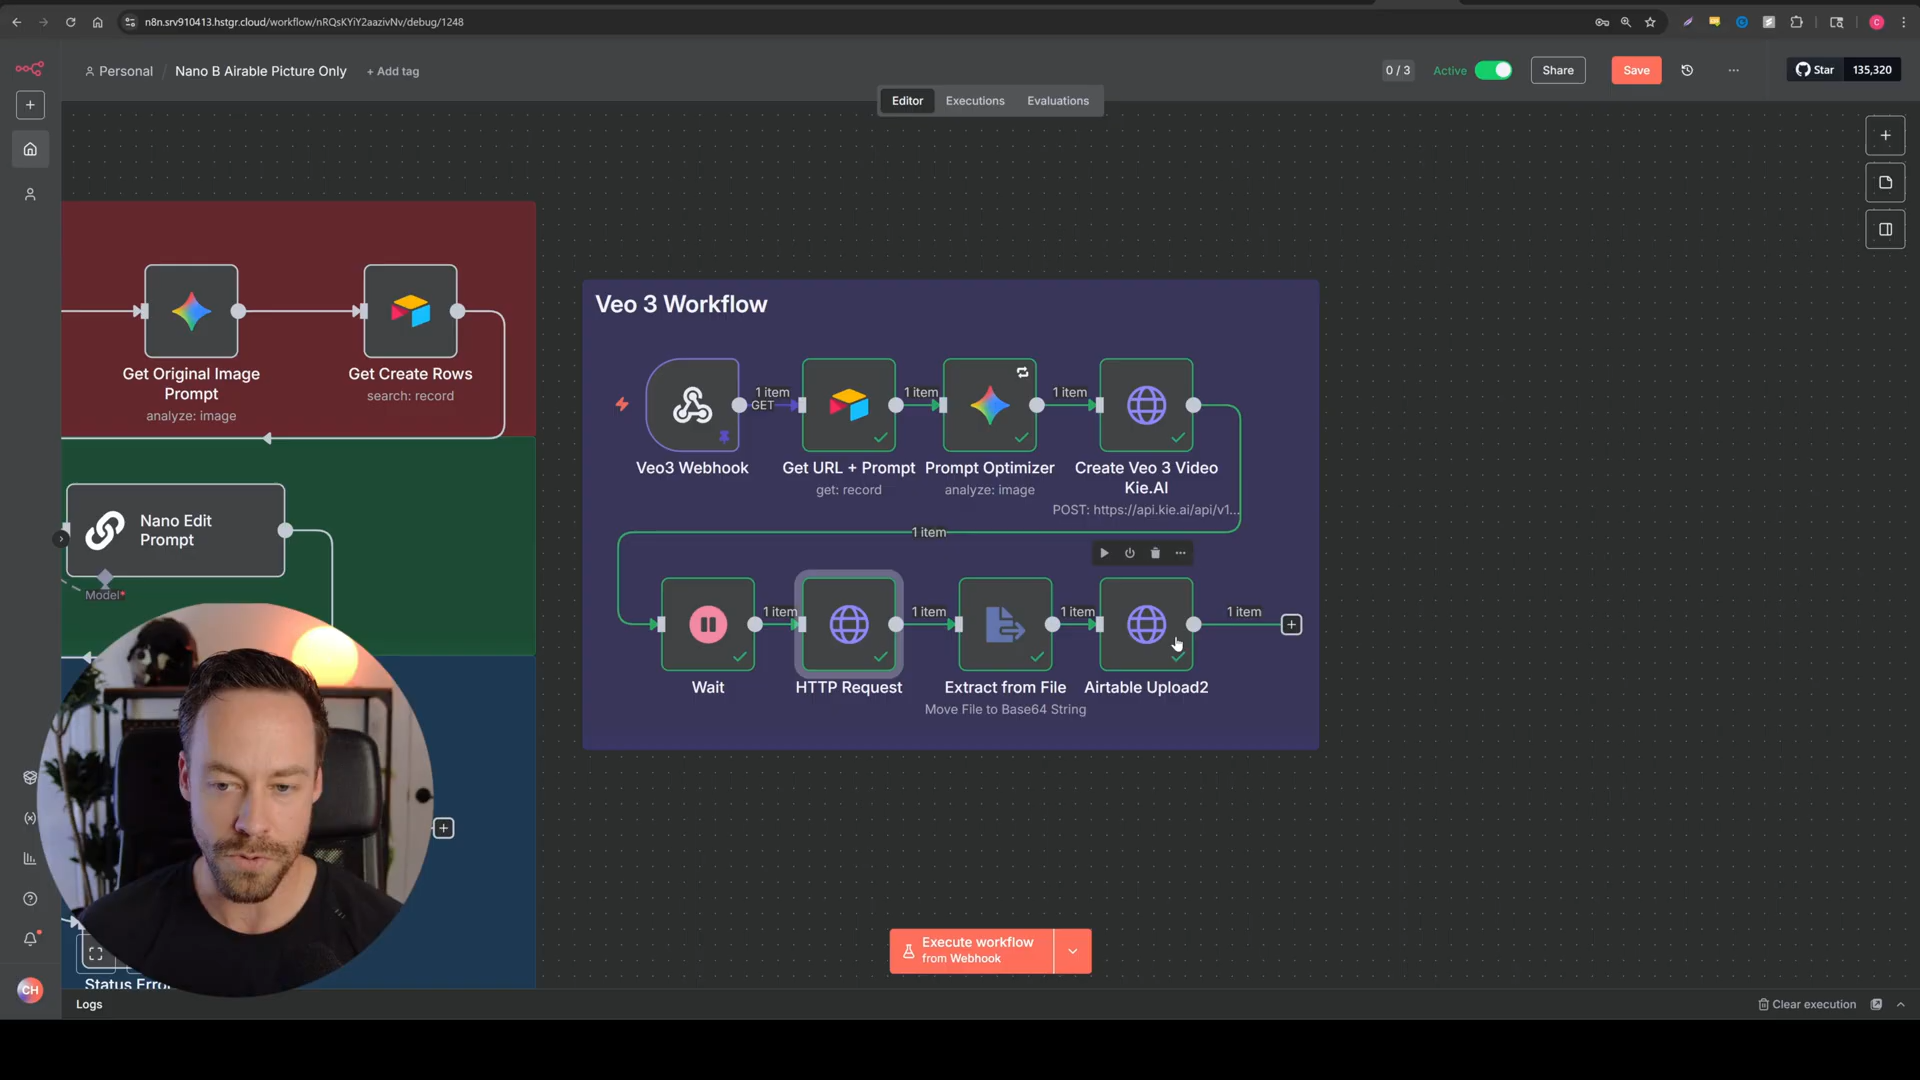 n8n.srv910413.hstgr.cloud/workflow/nRQsKYiY2aazivNv/debug/1248
Personal / Nano B Airable Picture Only + Add tag
0 / 3 Active Share Save ... Star 135,320
Editor Executions Evaluations
Veo 3 Workflow
Get Original Image Prompt
analyze: image
Get Create Rows
search: record
1 item
GET
1 item
1 item
Veo3 Webhook
Get URL + Prompt
get: record
Prompt Optimizer
analyze: image
Create Veo 3 Video Kie.AI
POST: https://api.kie.ai/api/v1...
1 item
Nano Edit Prompt
Model*
1 item
1 item
1 item
1 item
Wait
HTTP Request
Extract from File
Move File to Base64 String
Airtable Upload2
Execute workflow
from Webhook
CH
Logs
Clear execution